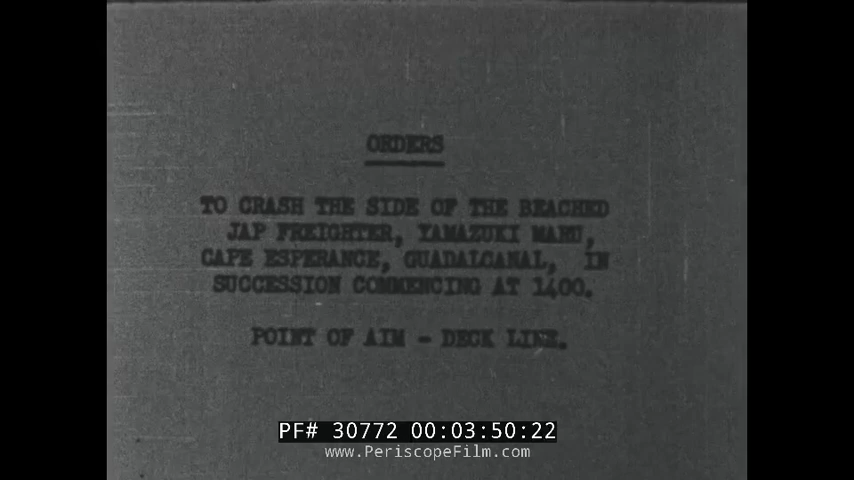 ORDERS
TO CRASH THE SIDE OF THE BEACHED
JAP FREIGHTER, YAMAZUKI MARU,
CAPE ESPERANCE, GUADALCANAL, IN
SUCCESSION COMMENCING AT 1400.
POINT OF AIM - DECK LINE.
PF# 30772 00:03:50:22
www.PeriscopeFilm.com